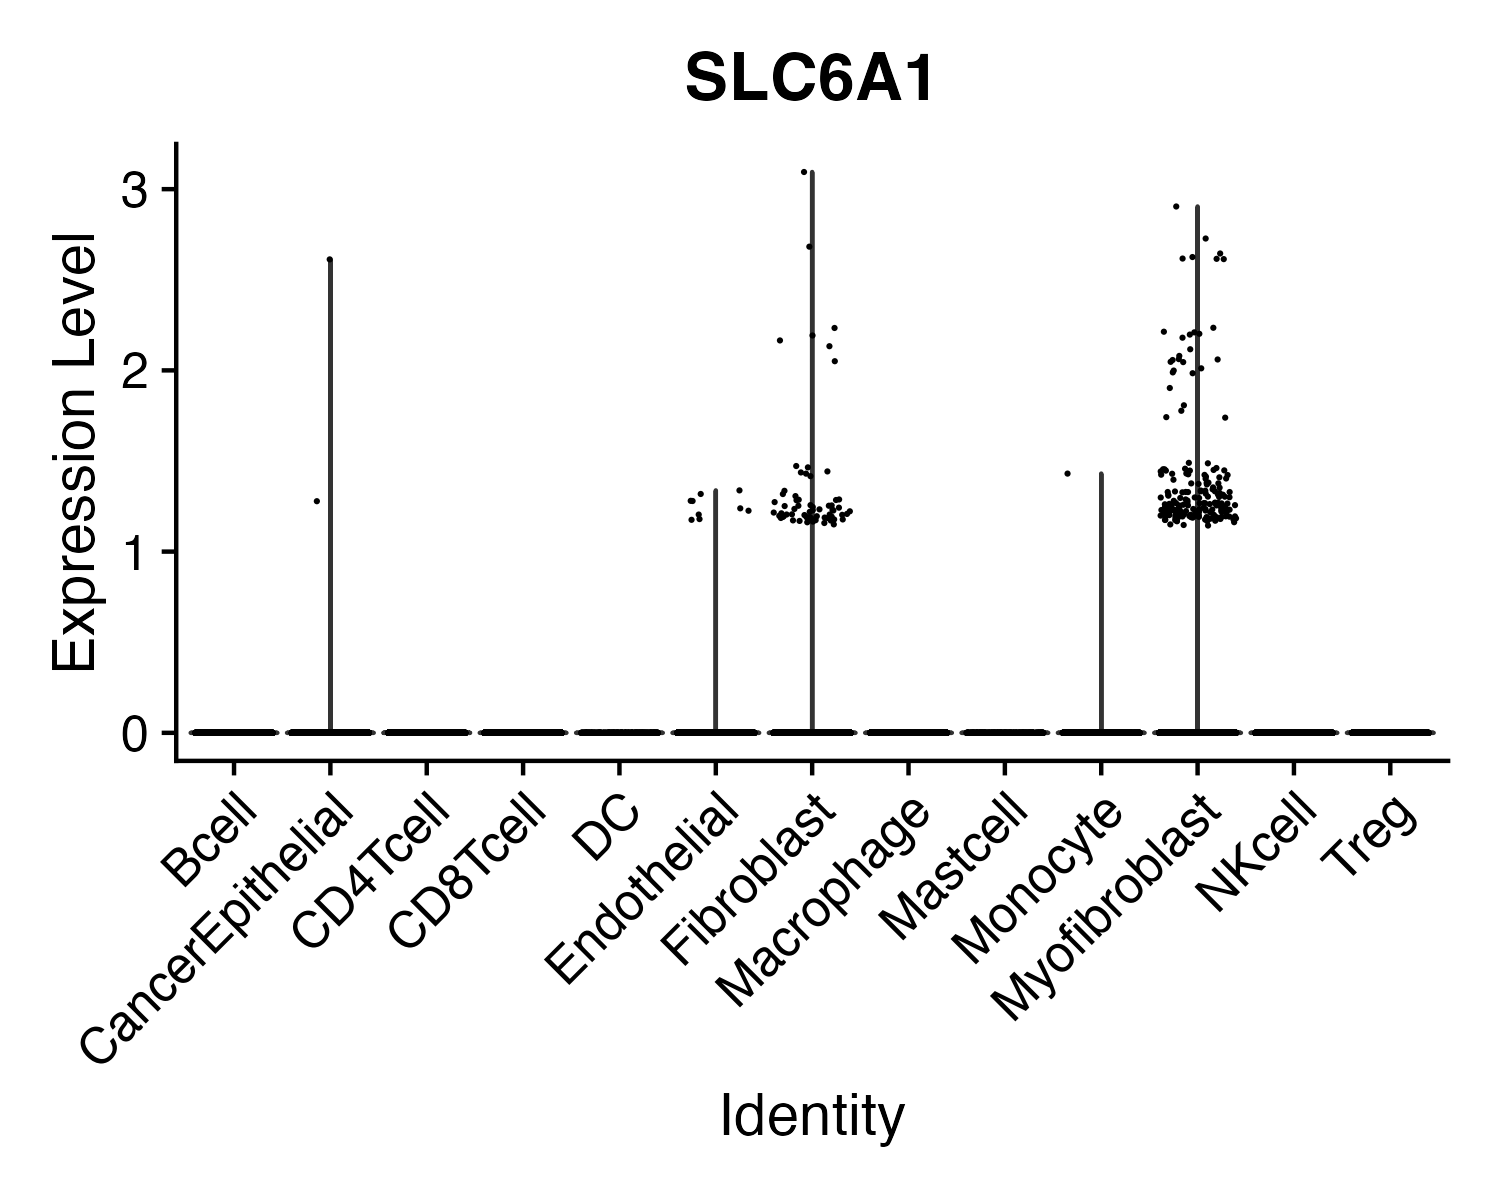 SLC6A1
Expression Level
3
2
1
0
Bcell
CancerEpithelial
CD4Tcell
CD8Tcell
DC
Endothelial
Fibroblast
Macrophage
Mastcell
Monocyte
Myofibroblast
NKcell
Treg
Identity